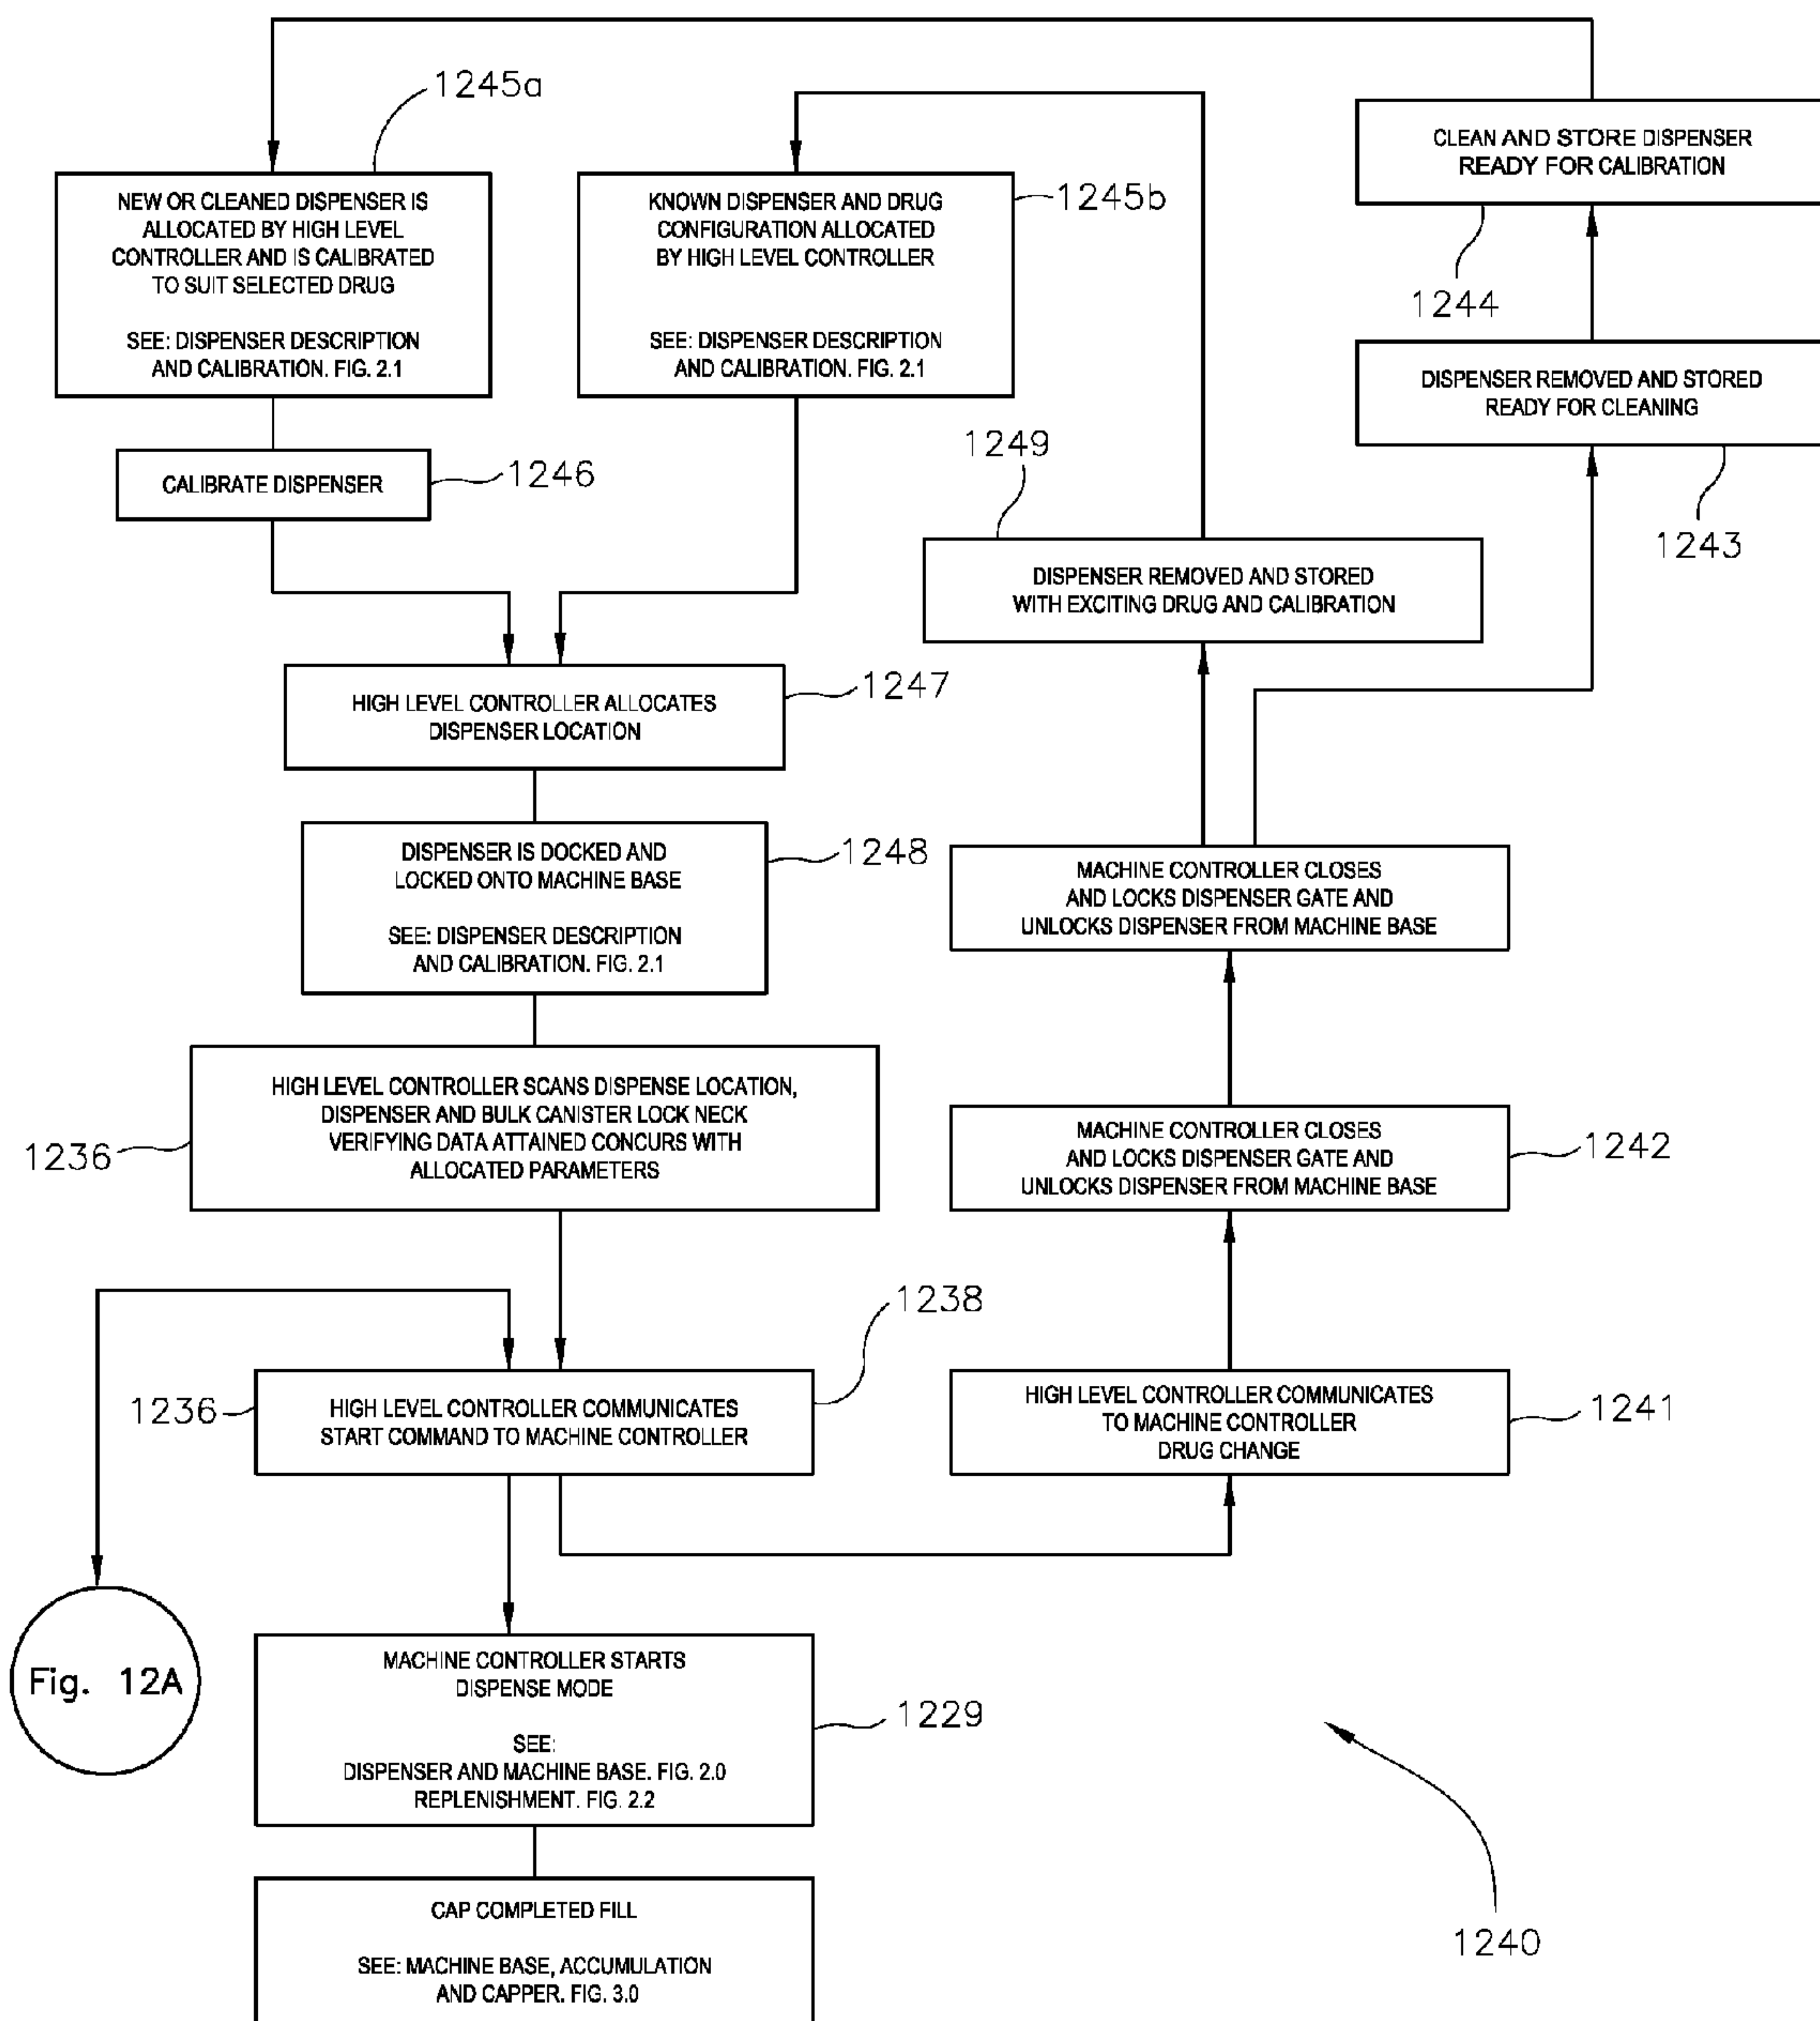 1245a
NEW OR CLEANED DISPENSER IS
ALLOCATED BY HIGH LEVEL
CONTROLLER AND IS CALIBRATED
TO SUIT SELECTED DRUG
SEE: DISPENSER DESCRIPTION
AND CALIBRATION. FIG. 2.1
KNOWN DISPENSER AND DRUG
CONFIGURATION ALLOCATED
BY HIGH LEVEL CONTROLLER
SEE: DISPENSER DESCRIPTION
AND CALIBRATION. FIG. 2.1
1245b
CLEAN AND STORE DISPENSER
READY FOR CALIBRATION
1244
DISPENSER REMOVED AND STORED
READY FOR CLEANING
1243
CALIBRATE DISPENSER
1246
1249
DISPENSER REMOVED AND STORED
WITH EXCITING DRUG AND CALIBRATION
HIGH LEVEL CONTROLLER ALLOCATES
DISPENSER LOCATION
1247
DISPENSER IS DOCKED AND
LOCKED ONTO MACHINE BASE
SEE: DISPENSER DESCRIPTION
AND CALIBRATION. FIG. 2.1
1248
MACHINE CONTROLLER CLOSES
AND LOCKS DISPENSER GATE AND
UNLOCKS DISPENSER FROM MACHINE BASE
HIGH LEVEL CONTROLLER SCANS DISPENSE LOCATION,
DISPENSER AND BULK CANISTER LOCK NECK
VERIFYING DATA ATTAINED CONCURS WITH
ALLOCATED PARAMETERS
1236
MACHINE CONTROLLER CLOSES
AND LOCKS DISPENSER GATE AND
UNLOCKS DISPENSER FROM MACHINE BASE
1242
1238
1236
HIGH LEVEL CONTROLLER COMMUNICATES
START COMMAND TO MACHINE CONTROLLER
HIGH LEVEL CONTROLLER COMMUNICATES
TO MACHINE CONTROLLER
DRUG CHANGE
1241
Fig. 12A
MACHINE CONTROLLER STARTS
DISPENSE MODE
SEE:
DISPENSER AND MACHINE BASE. FIG. 2.0
REPLENISHMENT. FIG. 2.2
1229
CAP COMPLETED FILL
SEE: MACHINE BASE, ACCUMULATION
AND CAPPER. FIG. 3.0
1240